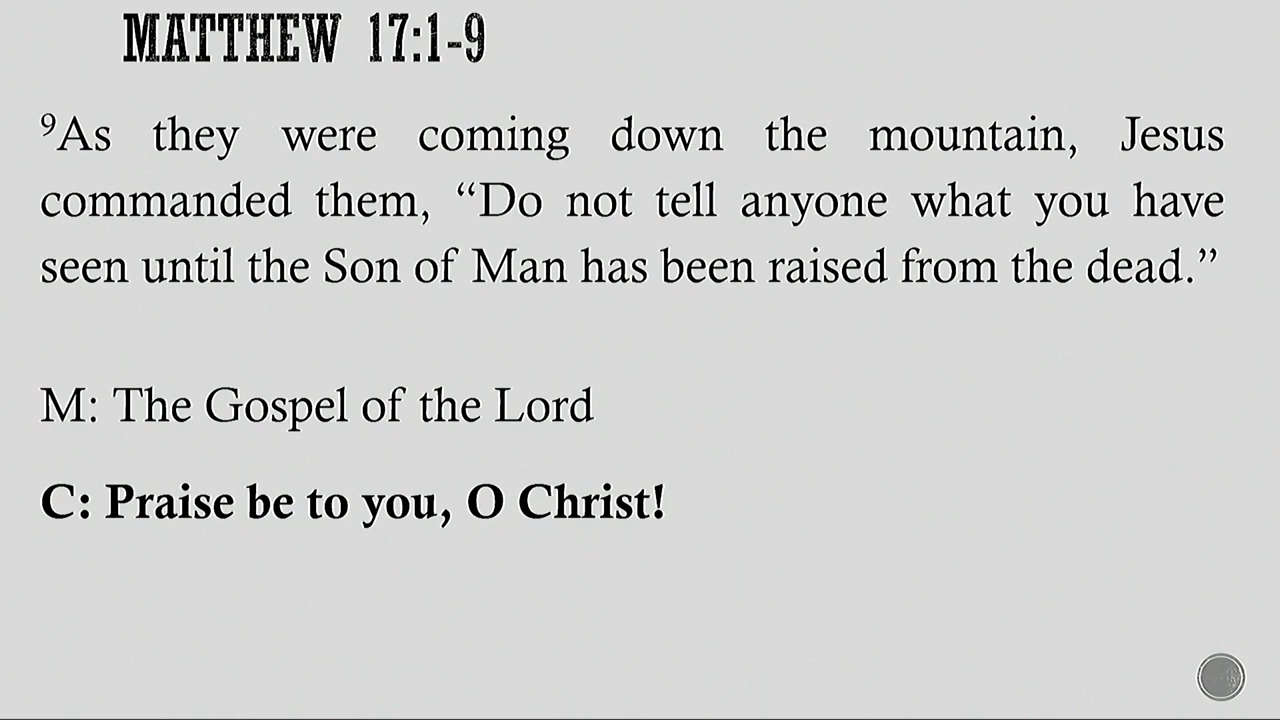 MATTHEW 17:1-9
⁹As they were coming down the mountain, Jesus
commanded them, “Do not tell anyone what you have
seen until the Son of Man has been raised from the dead.”
M: The Gospel of the Lord
C: Praise be to you, O Christ!